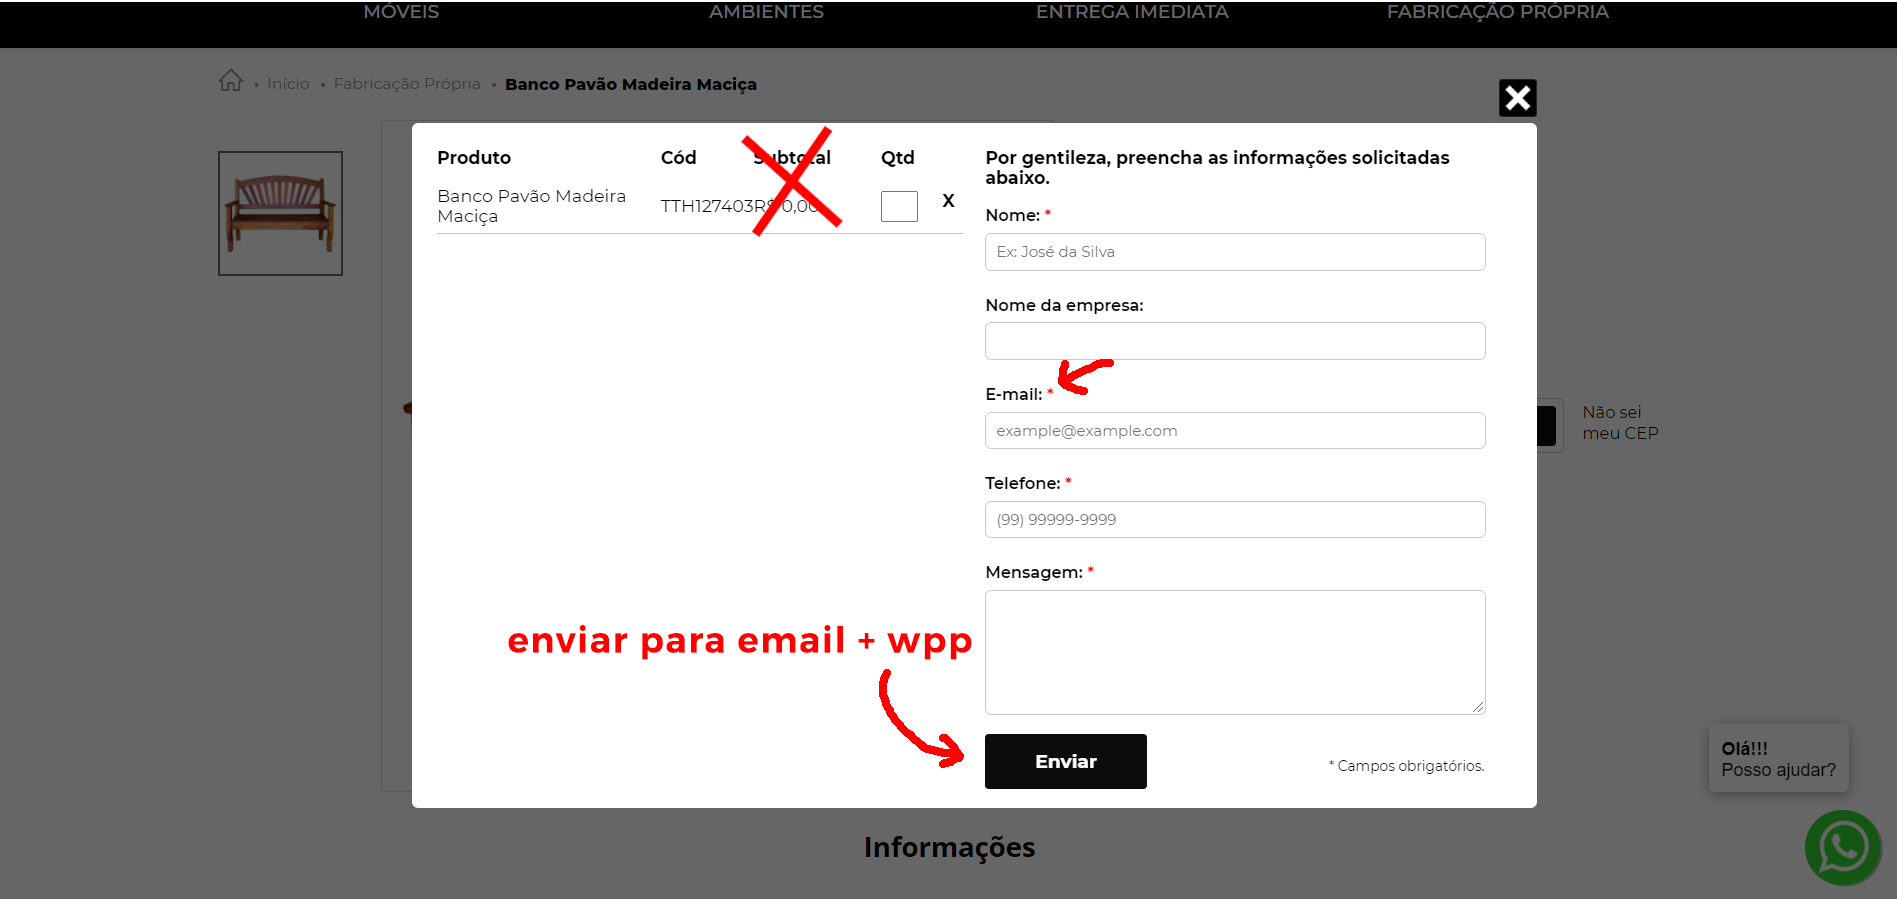 MÓVEIS
AMBIENTES
ENTREGA IMEDIATA
FABRICAÇÃO PRÓPRIA
• Início • Fabricação Própria • Banco Pavão Madeira Maciça
Produto
Cód
Subtotal
Qtd
Banco Pavão Madeira
Maciça
TTH127403
R$ 0,00
X
Por gentileza, preencha as informações solicitadas
abaixo.
Nome: *
Ex: José da Silva
Nome da empresa:
E-mail: *
example@example.com
Telefone: *
(99) 99999-9999
Mensagem: *
enviar para email + wpp
Enviar
* Campos obrigatórios.
Não sei
meu CEP
Olá!!!
Posso ajudar?
Informações